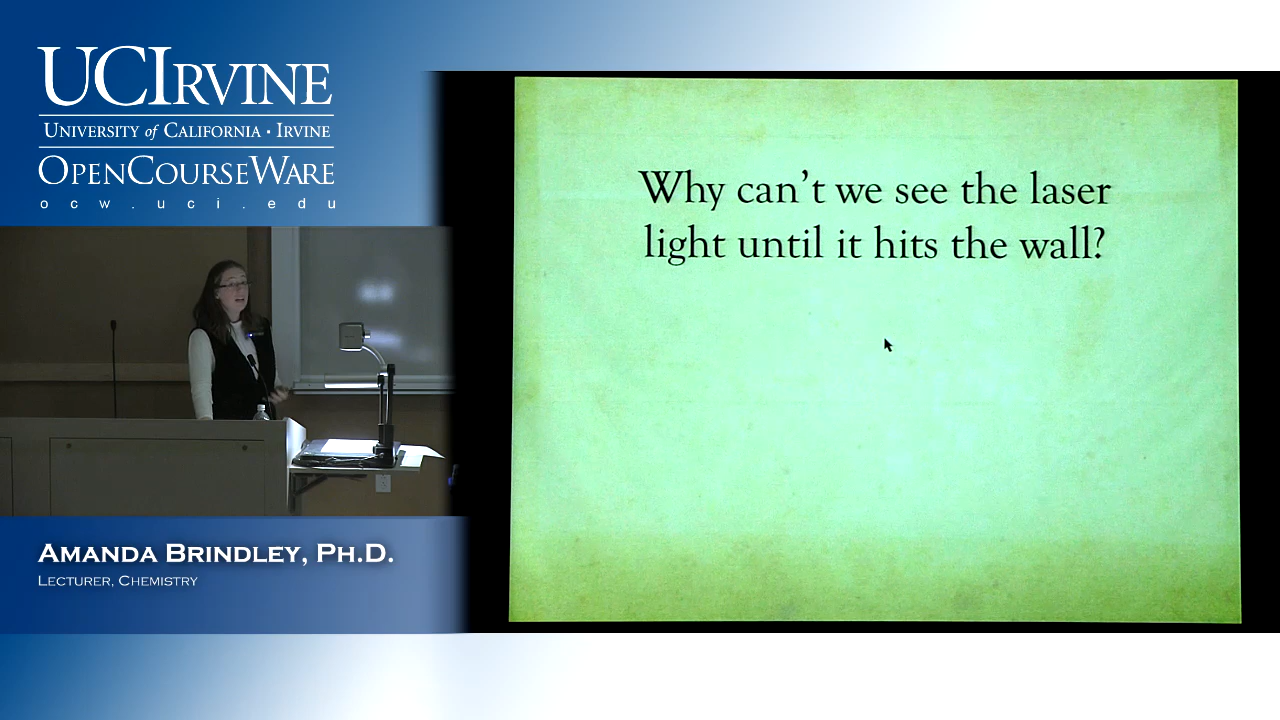 UCIRVINE
UNIVERSITY of CALIFORNIA · IRVINE
OPENCOURSEWARE
ocw.uci.edu
Why can't we see the laser
light until it hits the wall?
AMANDA BRINDLEY, PH.D.
LECTURER, CHEMISTRY